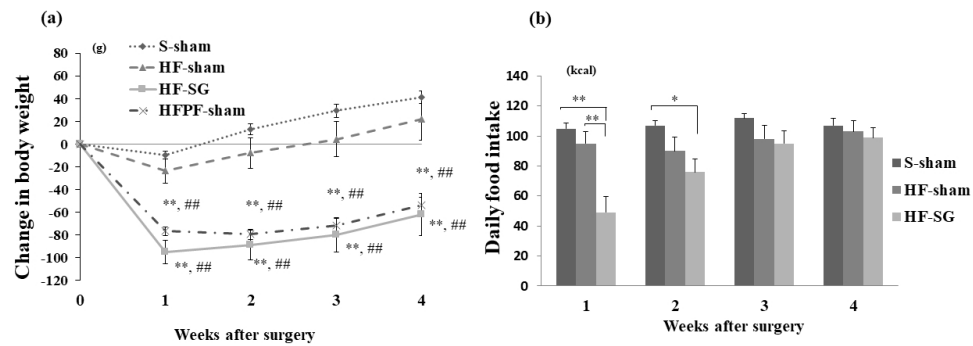 (a)
(g)
S-sham
HF-sham
HF-SG
HFPF-sham
80
60
40
20
0
-20
-40
-60
-80
-100
-120
Change in body weight
**, ##
**, ##
**, ##
**, ##
**, ##
**, ##
**, ##
**, ##
0 1 2 3 4
Weeks after surgery
(b)
(kcal)
140
120
100
80
60
40
20
0
Daily food intake
**
**
*
S-sham
HF-sham
HF-SG
1 2 3 4
Weeks after surgery